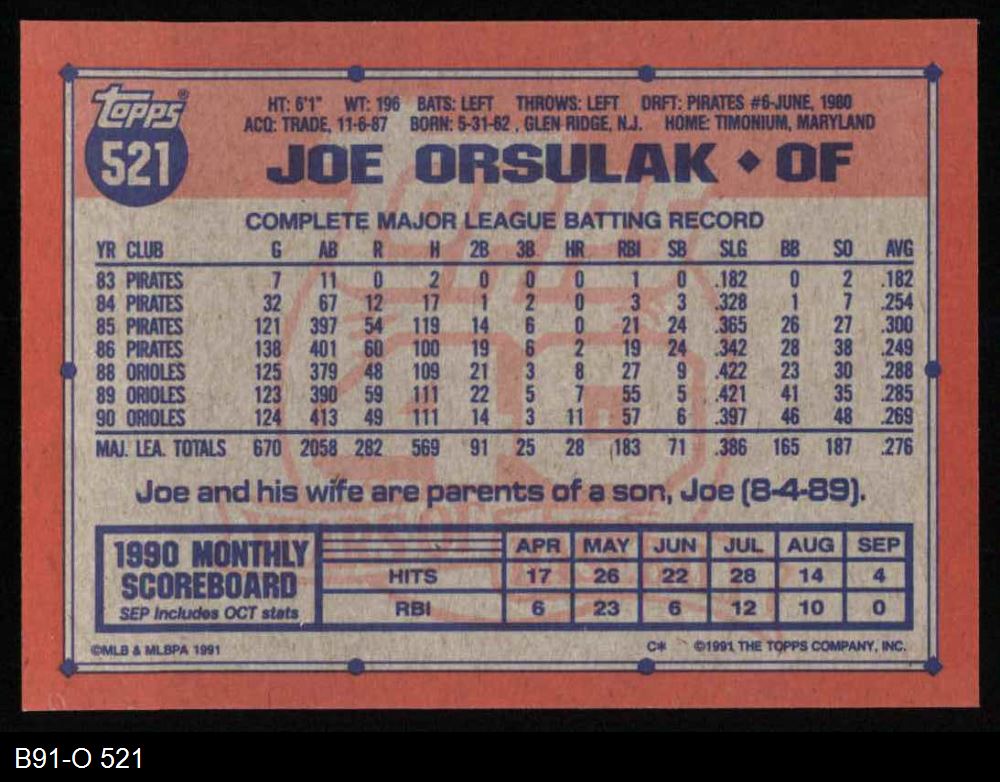 topps®
521
HT: 6'1" WT: 196 BATS: LEFT THROWS: LEFT DRFT: PIRATES #6-JUNE, 1980
ACQ: TRADE, 11-6-87 BORN: 5-31-62 , GLEN RIDGE, N.J. HOME: TIMONIUM, MARYLAND
JOE ORSULAK ◆ OF
COMPLETE MAJOR LEAGUE BATTING RECORD
YR CLUB G AB R H 2B 3B HR RBI SB SLG BB SO AVG
83 PIRATES 7 11 0 2 0 0 0 1 0 .182 0 2 .182
84 PIRATES 32 67 12 17 1 2 0 3 3 .328 1 7 .254
85 PIRATES 121 397 54 119 14 6 0 21 24 .365 26 27 .300
86 PIRATES 138 401 60 100 19 6 2 19 24 .342 28 38 .249
88 ORIOLES 125 379 48 109 21 3 8 27 9 .422 23 30 .288
89 ORIOLES 123 390 59 111 22 5 7 55 5 .421 41 35 .285
90 ORIOLES 124 413 49 111 14 3 11 57 6 .397 46 48 .269
MAJ. LEA. TOTALS 670 2058 282 569 91 25 28 183 71 .386 165 187 .276
Joe and his wife are parents of a son, Joe (8-4-89).
1990 MONTHLY
SCOREBOARD
SEP Includes OCT stats
APR MAY JUN JUL AUG SEP
HITS 17 26 22 28 14 4
RBI 6 23 6 12 10 0
©MLB & MLBPA 1991 C* ©1991 THE TOPPS COMPANY, INC.
B91-O 521